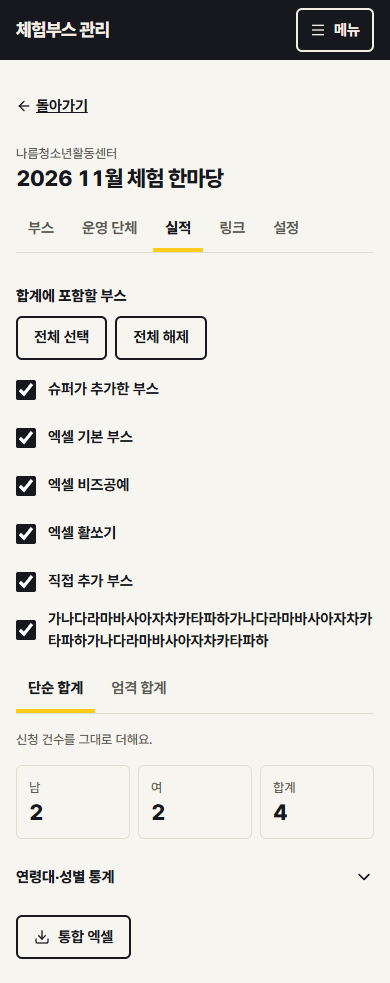 체험부스 관리
메뉴
돌아가기
나름청소년활동센터
2026 11월 체험 한마당
부스 운영 단체 실적 링크 설정
합계에 포함할 부스
전체 선택 전체 해제
슈퍼가 추가한 부스
엑셀 기본 부스
엑셀 비즈공예
엑셀 활쏘기
직접 추가 부스
가나다라마바사아자차카타파하가나다라마바사아자차카
타파하가나다라마바사아자차카타파하
단순 합계 엄격 합계
신청 건수를 그대로 더해요.
남 여 합계
2 2 4
연령대·성별 통계
통합 엑셀